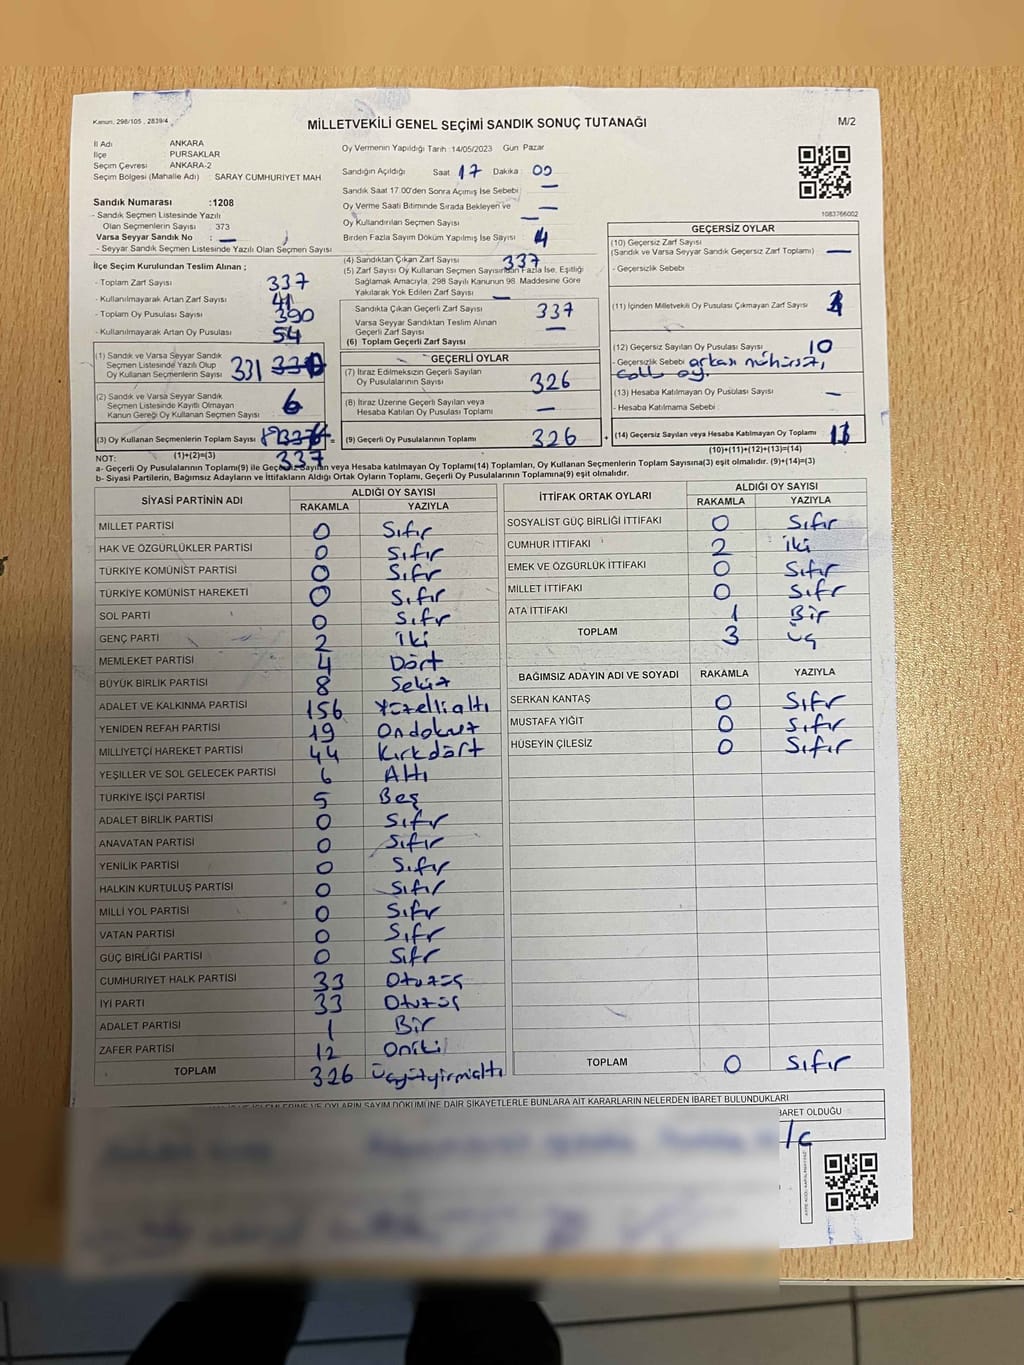 Kanun, 298/105 , 2839/4
MİLLETVEKİLİ GENEL SEÇİMİ SANDIK SONUÇ TUTANAĞI
M/2
İl Adı : ANKARA
İlçe : PURSAKLAR
Seçim Çevresi : ANKARA-2
Seçim Bölgesi (Mahalle Adı) : SARAY CUMHURİYET MAH
Sandık Numarası :1208
- Sandık Seçmen Listesinde Yazılı
Olan Seçmenlerin Sayısı : 373
Varsa Seyyar Sandık No : —
- Seyyar Sandık Seçmen Listesinde Yazılı Olan Seçmen Sayısı
Oy Vermenin Yapıldığı Tarih 14/05/2023 Gün Pazar
Sandığın Açıldığı Saat 17 Dakika 00
Sandık Saat 17:00'den Sonra Açımış İse Sebebi —
Oy Verme Saati Bitiminde Sırada Bekleyen ve —
Oy Kullandırılan Seçmen Sayısı —
Birden Fazla Sayım Döküm Yapılmış İse Sayısı : 4
1083766002
İlçe Seçim Kurulundan Teslim Alınan ;
- Toplam Zarf Sayısı 337
- Kullanılmayarak Artan Zarf Sayısı 41
- Toplam Oy Pusulası Sayısı 390
- Kullanılmayarak Artan Oy Pusulası 54
(1) Sandık ve Varsa Seyyar Sandık
Seçmen Listesinde Yazılı Olup
Oy Kullanan Seçmenlerin Sayısı 331
(2) Sandık ve Varsa Seyyar Sandık
Seçmen Listesinde Kayıtlı Olmayan
Kanun Gereği Oy Kullanan Seçmen Sayısı 6
(3) Oy Kullanan Seçmenlerin Toplam Sayısı
(1)+(2)=(3) 337
(4) Sandıktan Çıkan Zarf Sayısı 337
(5) Zarf Sayısı Oy Kullanan Seçmen Sayısından Fazla İse, Eşitliği
Sağlamak Amacıyla, 298 Sayılı Kanunun 98. Maddesine Göre
Yakılarak Yok Edilen Zarf Sayısı —
Sandıkta Çıkan Geçerli Zarf Sayısı 337
Varsa Seyyar Sandıktan Teslim Alınan —
Geçerli Zarf Sayısı
(6) Toplam Geçerli Zarf Sayısı
GEÇERLİ OYLAR
(7) İtiraz Edilmeksizin Geçerli Sayılan
Oy Pusulalarının Sayısı 326
(8) İtiraz Üzerine Geçerli Sayılan veya
Hesaba Katılan Oy Pusulası Toplamı —
(9) Geçerli Oy Pusulalarının Toplamı 326
GEÇERSİZ OYLAR
(10) Geçersiz Zarf Sayısı
(Sandık ve Varsa Seyyar Sandık Geçersiz Zarf Toplamı) —
- Geçersizlik Sebebi
(11) İçinden Milletvekili Oy Pusulası Çıkmayan Zarf Sayısı
(12) Geçersiz Sayılan Oy Pusulası Sayısı 10
- Geçersizlik Sebebi arkası mühürsüz,
oy.
(13) Hesaba Katılmayan Oy Pusulası Sayısı —
- Hesaba Katılmama Sebebi
(14) Geçersiz Sayılan veya Hesaba Katılmayan Oy Toplamı 11
(10)+(11)+(12)+(13)=(14)
NOT:
a- Geçerli Oy Pusulalarının Toplamı(9) ile Geçersiz Sayılan veya Hesaba katılmayan Oy Toplamı(14) Toplamları, Oy Kullanan Seçmenlerin Toplam Sayısına(3) eşit olmalıdır. (9)+(14)=(3)
b- Siyasi Partilerin, Bağımsız Adayların ve İttifakların Aldığı Ortak Oyların Toplamı, Geçerli Oy Pusulalarının Toplamına(9) eşit olmalıdır.
SİYASİ PARTİNİN ADI ALDIĞI OY SAYISI
RAKAMLA YAZIYLA
MİLLET PARTİSİ 0 Sıfır
HAK VE ÖZGÜRLÜKLER PARTİSİ 0 Sıfır
TÜRKİYE KOMÜNİST PARTİSİ 0 Sıfır
TÜRKİYE KOMÜNİST HAREKETİ 0 Sıfır
SOL PARTİ 0 Sıfır
GENÇ PARTİ 2 İki
MEMLEKET PARTİSİ 4 Dört
BÜYÜK BİRLİK PARTİSİ 8 Sekiz
ADALET VE KALKINMA PARTİSİ 156 Yüzellialtı
YENİDEN REFAH PARTİSİ 19 Ondokuz
MİLLİYETÇİ HAREKET PARTİSİ 44 Kırkdört
YEŞİLLER VE SOL GELECEK PARTİSİ 6 Altı
TÜRKİYE İŞÇİ PARTİSİ 5 Beş
ADALET BİRLİK PARTİSİ 0 Sıfır
ANAVATAN PARTİSİ 0 Sıfır
YENİLİK PARTİSİ 0 Sıfır
HALKIN KURTULUŞ PARTİSİ 0 Sıfır
MİLLİ YOL PARTİSİ 0 Sıfır
VATAN PARTİSİ 0 Sıfır
GÜÇ BİRLİĞİ PARTİSİ 0 Sıfır
CUMHURİYET HALK PARTİSİ 33 Otuzüç
İYİ PARTİ 33 Otuzüç
ADALET PARTİSİ 1 Bir
ZAFER PARTİSİ 12 Oniki
TOPLAM 326 Üçyüzyirmialtı
İTTİFAK ORTAK OYLARI ALDIĞI OY SAYISI
RAKAMLA YAZIYLA
SOSYALİST GÜÇ BİRLİĞİ İTTİFAKI 0 Sıfır
CUMHUR İTTİFAKI 2 iki
EMEK VE ÖZGÜRLÜK İTTİFAKI 0 Sıfır
MİLLET İTTİFAKI 0 Sıfır
ATA İTTİFAKI 1 Bir
TOPLAM 3 üç
BAĞIMSIZ ADAYIN ADI VE SOYADI RAKAMLA YAZIYLA
SERKAN KANTAŞ 0 Sıfır
MUSTAFA YİĞİT 0 Sıfır
HÜSEYİN ÇİLESİZ 0 Sıfır
TOPLAM 0 Sıfır
İŞLEMLERİNE VE OYLARIN SAYIM DÖKÜMÜNE DAİR ŞİKAYETLERLE BUNLARA AİT KARARLARIN NELERDEN İBARET BULUNDUKLARI
İBARET OLDUĞU